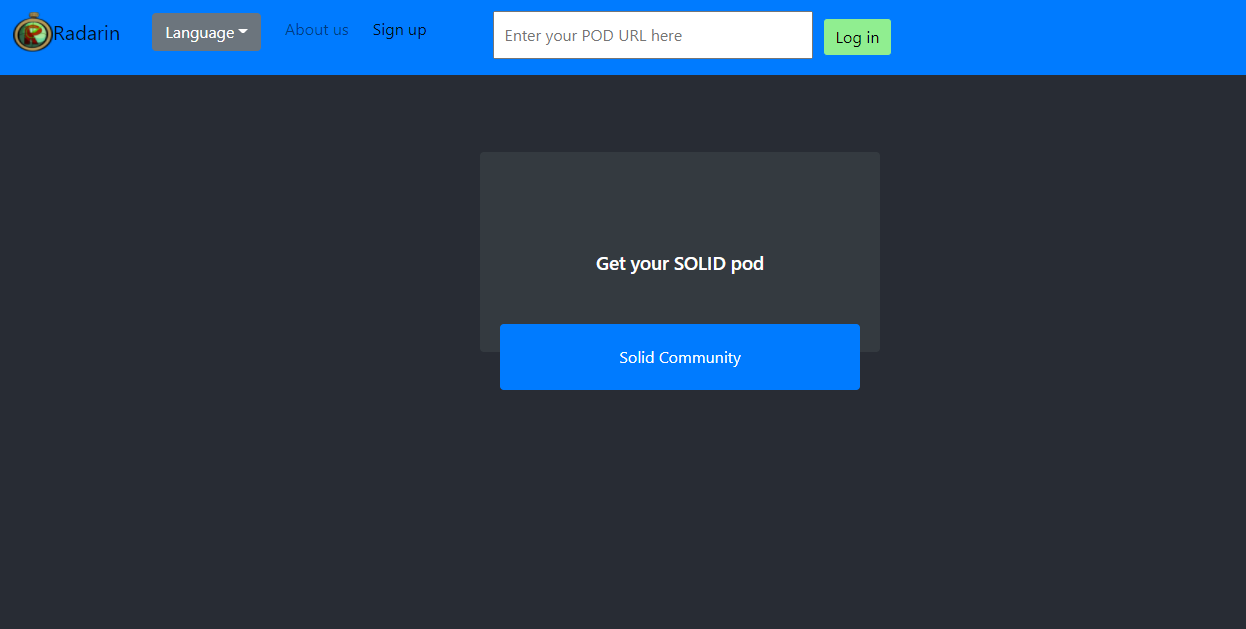 Radarin
Language
About us
Sign up
Enter your POD URL here
Log in
Get your SOLID pod
Solid Community